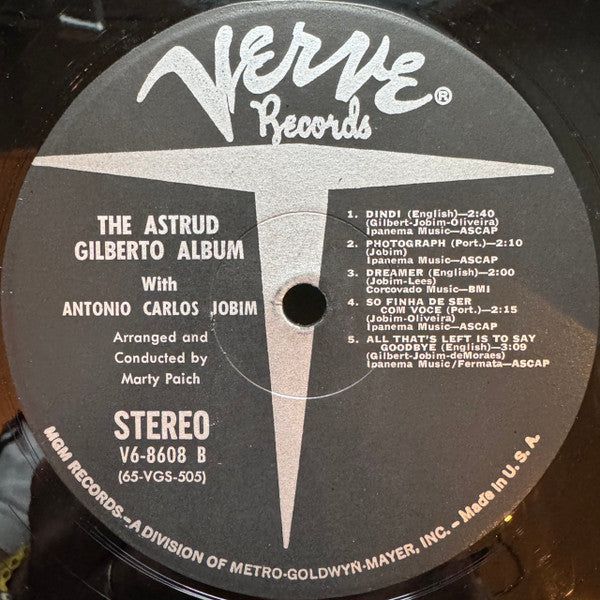 Verve®
Records
THE ASTRUD
GILBERTO ALBUM
With
ANTONIO CARLOS JOBIM
Arranged and
Conducted by
Marty Paich
STEREO
V6-8608 B
(65-VGS-505)
1. DINDI (English)—2:40
(Gilbert-Jobim-Oliveira)
Ipanema Music—ASCAP
2. PHOTOGRAPH (Port.)—2:10
(Jobim)
Ipanema Music—ASCAP
3. DREAMER (English)—2:00
(Jobim-Lees)
Corcovado Music—BMI
4. SO FINHA DE SER
COM VOCE (Port.)—2:15
(Jobim-Oliveira)
Ipanema Music—ASCAP
5. ALL THAT'S LEFT IS TO SAY
GOODBYE (English)—3:09
(Gilbert-Jobim-deMoraes)
Ipanema Music/Fermata—ASCAP
MGM RECORDS—A DIVISION OF METRO-GOLDWYN-MAYER, INC. – Made in U. S. A.